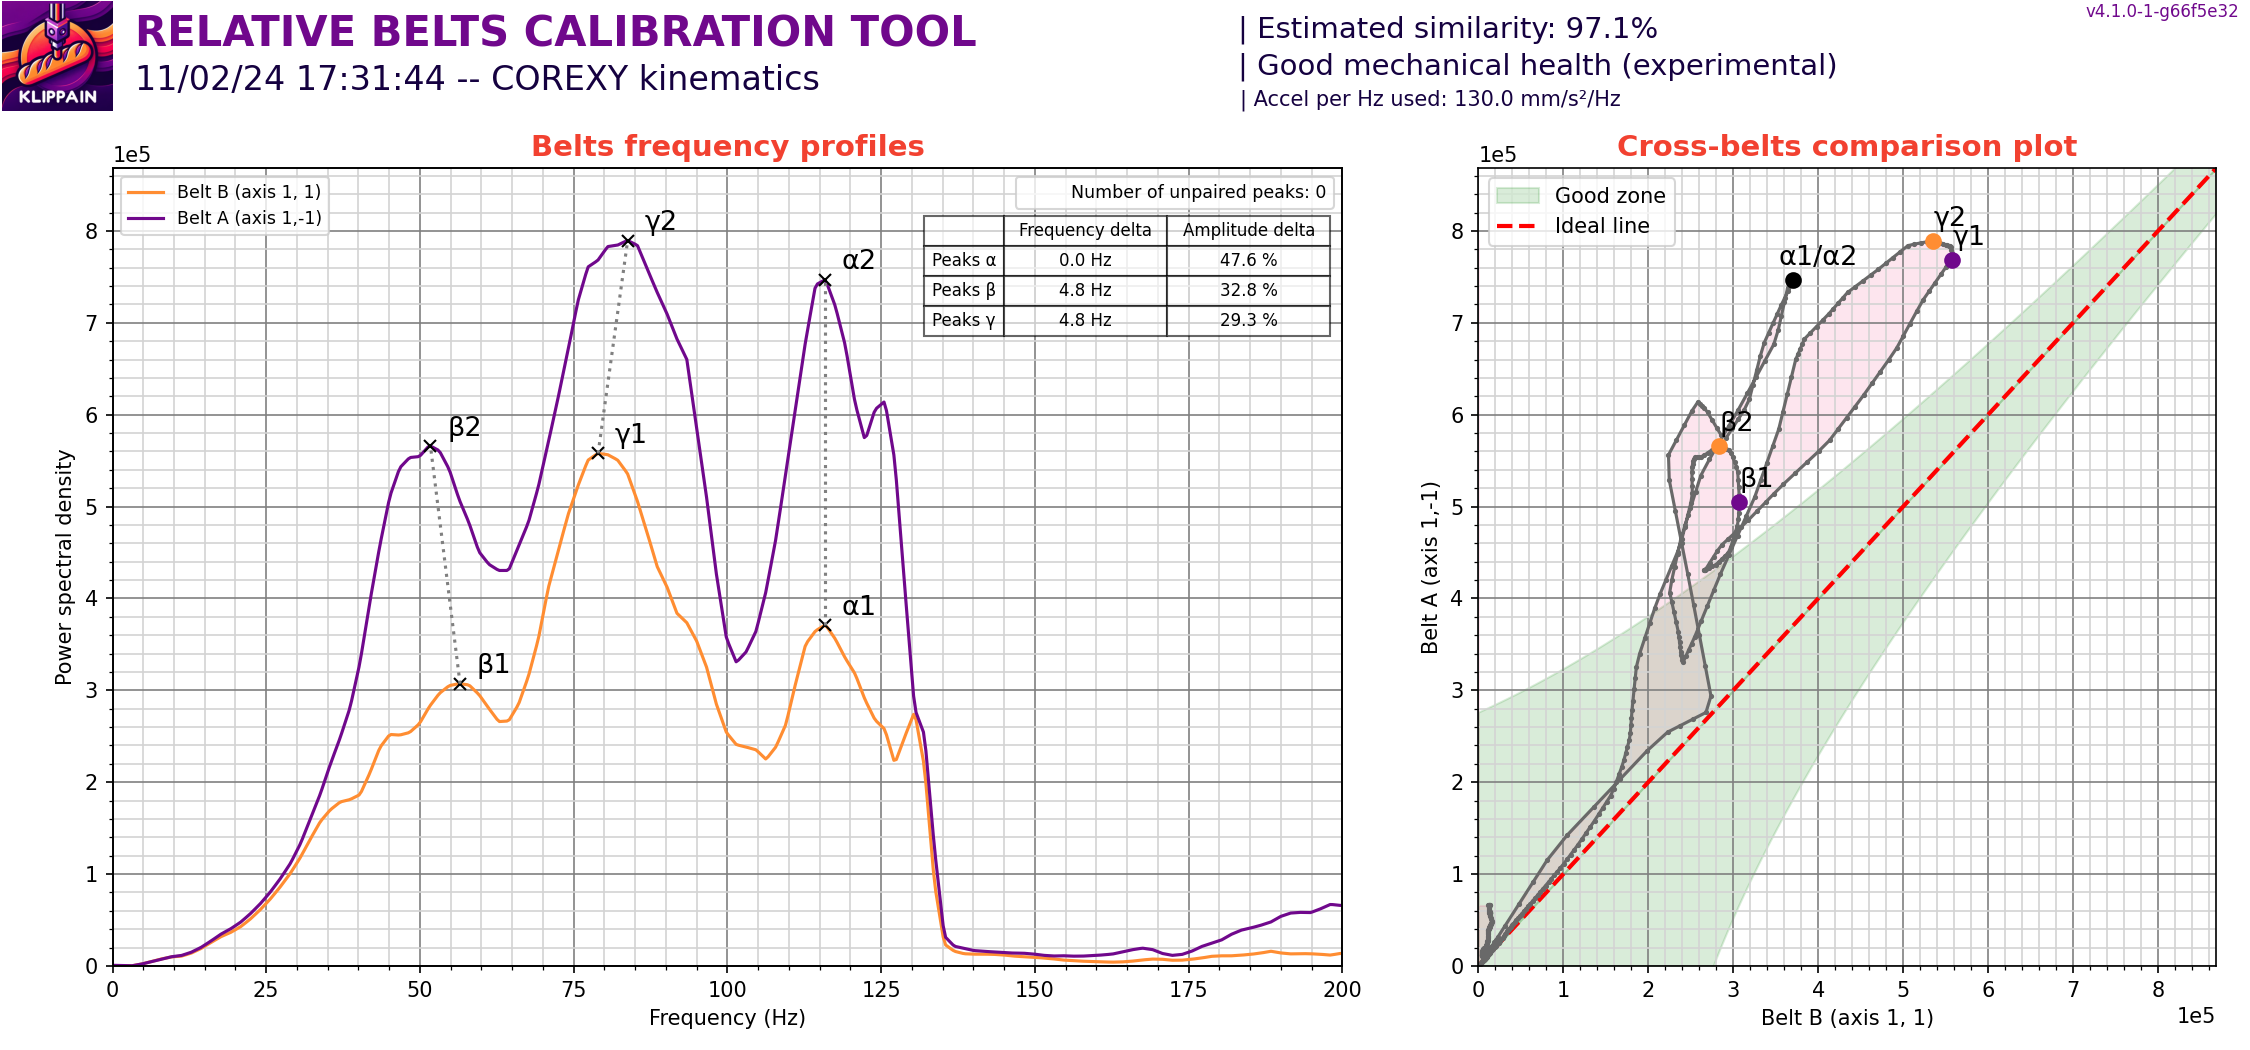 KLIPPAIN
RELATIVE BELTS CALIBRATION TOOL
11/02/24 17:31:44 -- COREXY kinematics
| Estimated similarity: 97.1%
| Good mechanical health (experimental)
| Accel per Hz used: 130.0 mm/s²/Hz
v4.1.0-1-g66f5e32
Belts frequency profiles
1e5
Belt B (axis 1, 1)
Belt A (axis 1,-1)
Number of unpaired peaks: 0
Frequency delta Amplitude delta
Peaks α 0.0 Hz 47.6 %
Peaks β 4.8 Hz 32.8 %
Peaks γ 4.8 Hz 29.3 %
γ2
α2
β2
γ1
α1
β1
8
7
6
5
4
3
2
1
0
Power spectral density
0 25 50 75 100 125 150 175 200
Frequency (Hz)
Cross-belts comparison plot
1e5
Good zone
Ideal line
γ2
γ1
α1/α2
β2
β1
8
7
6
5
4
3
2
1
0
Belt A (axis 1,-1)
0 1 2 3 4 5 6 7 8
Belt B (axis 1, 1)
1e5